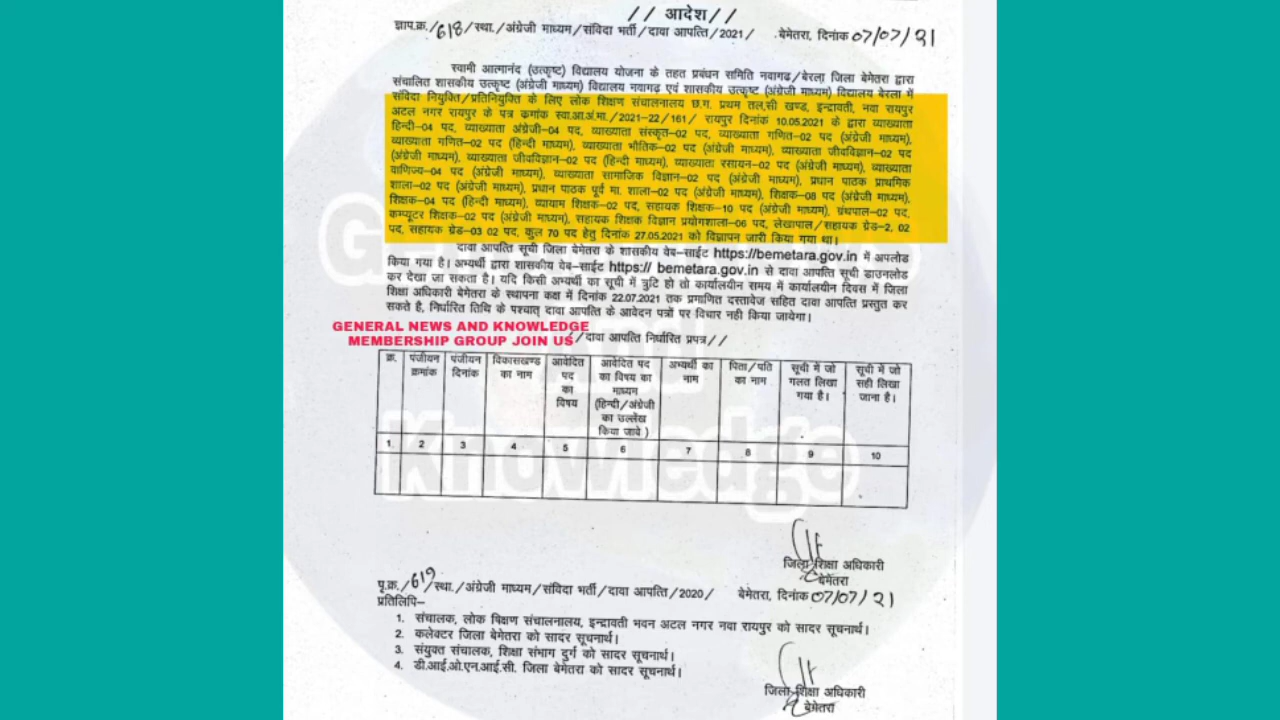 // आदेश //
ज्ञाप.क्र./618/स्था./अंग्रेजी माध्यम/संविदा भर्ती/दावा आपत्ति/2021/ बेमेतरा, दिनांक 07/07/21
स्वामी आत्मानंद (उत्कृष्ट) विद्यालय योजना के तहत प्रबंधन समिति नवागढ़/बेरला जिला बेमेतरा द्वारा
संचालित शासकीय उत्कृष्ट (अंग्रेजी माध्यम) विद्यालय नवागढ़ एवं शासकीय उत्कृष्ट (अंग्रेजी माध्यम) विद्यालय बेरला में
संविदा नियुक्ति/प्रतिनियुक्ति के लिए लोक शिक्षण संचालनालय छ.ग. प्रथम तल,सी खण्ड, इन्द्रावती, नवा रायपुर
अटल नगर रायपुर के पत्र क्रमांक स्वा.आ.अं.मा./2021-22/161/ रायपुर दिनांक 10.05.2021 के द्वारा व्याख्याता
हिन्दी-04 पद, व्याख्याता अंग्रेजी-04 पद, व्याख्याता संस्कृत-02 पद, व्याख्याता गणित-02 पद (अंग्रेजी माध्यम),
व्याख्याता गणित-02 पद (हिन्दी माध्यम), व्याख्याता भौतिक-02 पद (अंग्रेजी माध्यम), व्याख्याता जीवविज्ञान-02 पद
(अंग्रेजी माध्यम), व्याख्याता जीवविज्ञान-02 पद (हिन्दी माध्यम), व्याख्याता रसायन-02 पद (अंग्रेजी माध्यम), व्याख्याता
वाणिज्य-04 पद (अंग्रेजी माध्यम), व्याख्याता सामाजिक विज्ञान-02 पद (अंग्रेजी माध्यम), प्रधान पाठक प्राथमिक
शाला-02 पद (अंग्रेजी माध्यम), प्रधान पाठक पूर्व मा. शाला-02 पद (अंग्रेजी माध्यम), शिक्षक-08 पद (अंग्रेजी माध्यम),
शिक्षक-04 पद (हिन्दी माध्यम), व्यायाम शिक्षक-02 पद, सहायक शिक्षक-10 पद (अंग्रेजी माध्यम), ग्रंथपाल-02 पद,
कम्प्यूटर शिक्षक-02 पद (अंग्रेजी माध्यम), सहायक शिक्षक विज्ञान प्रयोगशाला-06 पद, लेखापाल/सहायक ग्रेड-2, 02
पद, सहायक ग्रेड-03 02 पद, कुल 70 पद हेतु दिनांक 27.05.2021 को विज्ञापन जारी किया गया था।
दावा आपत्ति सूची जिला बेमेतरा के शासकीय वेब-साईट https://bemetara.gov.in में अपलोड
किया गया है। अभ्यर्थी द्वारा शासकीय वेब-साईट https:// bemetara.gov.in से दावा आपत्ति सूची डाउनलोड
कर देखा जा सकता है। यदि किसी अभ्यर्थी का सूची में त्रुटि हो तो कार्यालयीन समय में कार्यालयीन दिवस में जिला
शिक्षा अधिकारी बेमेतरा के स्थापना कक्ष में दिनांक 22.07.2021 तक प्रमाणित दस्तावेज सहित दावा आपत्ति प्रस्तुत कर
सकते है, निर्धारित तिथि के पश्चात् दावा आपत्ति के आवेदन पत्रों पर विचार नही किया जायेगा।
GENERAL NEWS AND KNOWLEDGE
MEMBERSHIP GROUP JOIN US
//दावा आपत्ति निर्धारित प्रपत्र//
क्र. पंजीयन क्रमांक पंजीयन दिनांक विकासखण्ड का नाम आवेदित पद का विषय आवेदित पद का विषय का माध्यम (हिन्दी/अंग्रेजी का उल्लेख किया जावे) अभ्यर्थी का नाम पिता/पति का नाम सूची में जो गलत लिखा गया है। सूची में जो सही लिखा जाना है।
1. 2 3 4 5 6 7 8 9 10
जिला शिक्षा अधिकारी
बेमेतरा
पृ.क्र./619/स्था./अंग्रेजी माध्यम/संविदा भर्ती/दावा आपत्ति/2020/ बेमेतरा, दिनांक 07/07/21
प्रतिलिपि-
1. संचालक, लोक षिक्षण संचालनालय, इन्द्रावती भवन अटल नगर नवा रायपुर को सादर सूचनार्थ।
2. कलेक्टर जिला बेमेतरा को सादर सूचनार्थ।
3. संयुक्त संचालक, शिक्षा संभाग दुर्ग को सादर सूचनार्थ।
4. डी.आई.ओ.एन.आई.सी. जिला बेमेतरा को सादर सूचनार्थ।
जिला शिक्षा अधिकारी
बेमेतरा